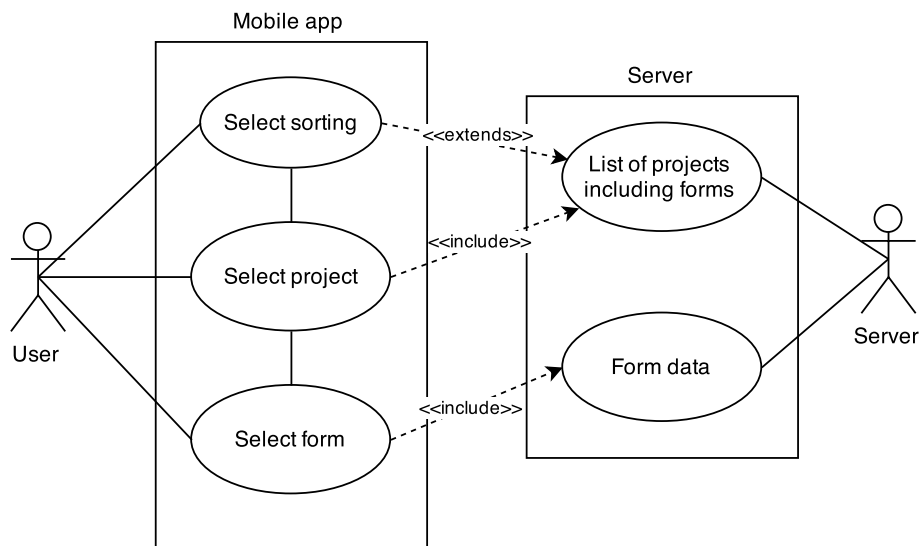 Mobile app
Server
Select sorting
<<extends>>
List of projects
including forms
<<include>>
Select project
User
Server
Form data
<<include>>
Select form